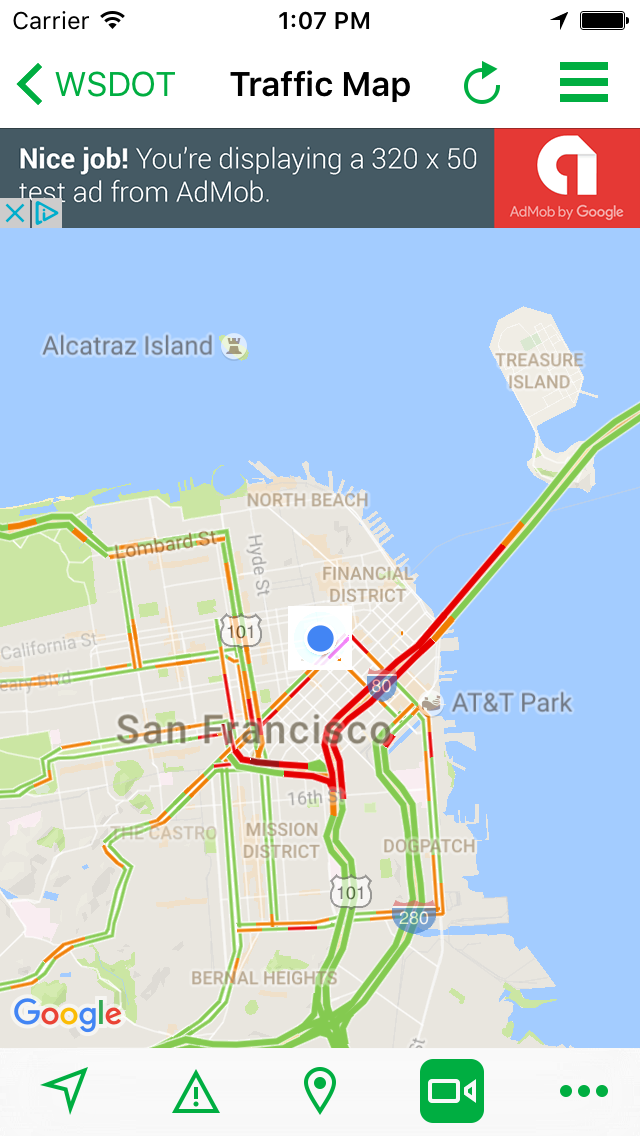 Carrier 1:07 PM
WSDOT Traffic Map
Nice job! You're displaying a 320 x 50
test ad from AdMob.
AdMob by Google
Alcatraz Island
TREASURE
ISLAND
NORTH BEACH
Lombard St
Hyde St
FINANCIAL
DISTRICT
101
California St
eary Blvd
80
AT&T Park
San Francisco
16th St
THE CASTRO
MISSION
DISTRICT
DOGPATCH
101
280
BERNAL HEIGHTS
Google